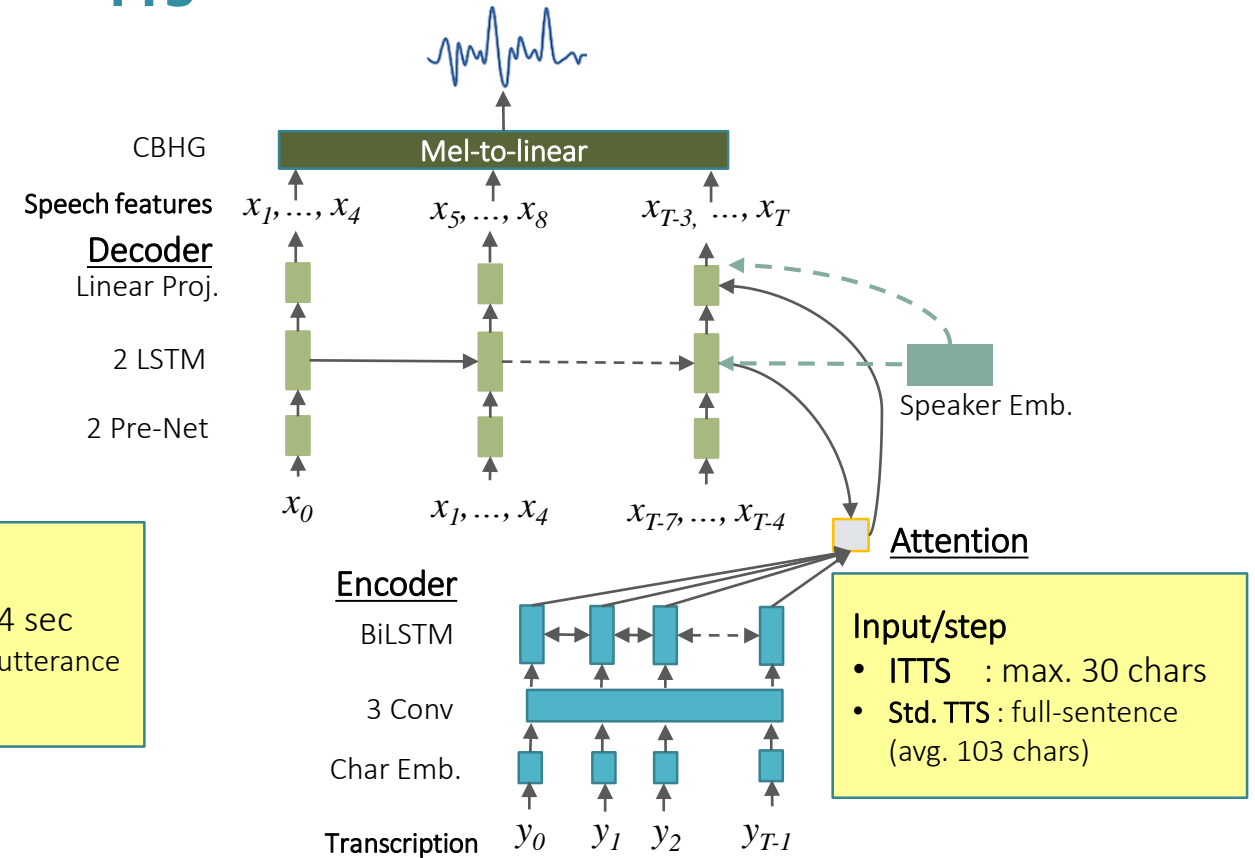 TTS
CBHG
Mel-to-linear
Speech features
x1,..., x4
x5,..., x8
xT-3, ..., xT
Decoder
Linear Proj.
2 LSTM
Speaker Emb.
2 Pre-Net
x0
x1,..., x4
xT-7,..., xT-4
Attention
4 sec
utterance
Encoder
BiLSTM
3 Conv
Char Emb.
Transcription
y0
y1
y2
yT-1
Input/step
• ITTS : max. 30 chars
• Std. TTS : full-sentence
(avg. 103 chars)